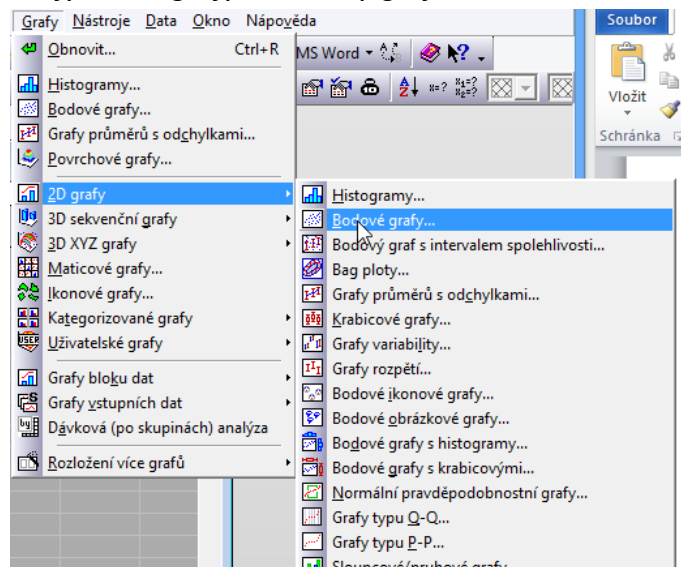 Grafy Nástroje Data Okno Nápověda
Soubor
Obnovit... Ctrl+R
MS Word
Histogramy...
Bodové grafy...
Grafy průměrů s odchylkami...
Povrchové grafy...
Vložit
Schránka
2D grafy
3D sekvenční grafy
3D XYZ grafy
Maticové grafy...
Ikonové grafy...
Kategorizované grafy
Uživatelské grafy
Grafy bloku dat
Grafy vstupních dat
Dávková (po skupinách) analýza
Rozložení více grafů
Histogramy...
Bodové grafy...
Bodový graf s intervalem spolehlivosti...
Bag ploty...
Grafy průměrů s odchylkami...
Krabicové grafy...
Grafy variability...
Grafy rozpětí...
Bodové ikonové grafy...
Bodové obrázkové grafy...
Bodové grafy s histogramy...
Bodové grafy s krabicovými...
Normální pravděpodobnostní grafy...
Grafy typu Q-Q...
Grafy typu P-P...